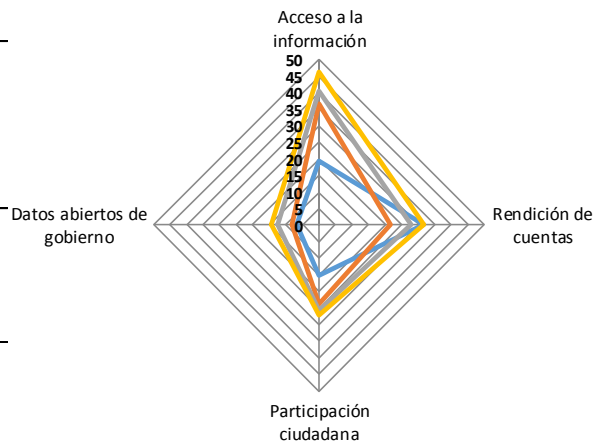 Acceso a la
información
50
45
40
35
30
25
20
15
10
5
0
Datos abiertos de
gobierno
Rendición de
cuentas
Participación
ciudadana